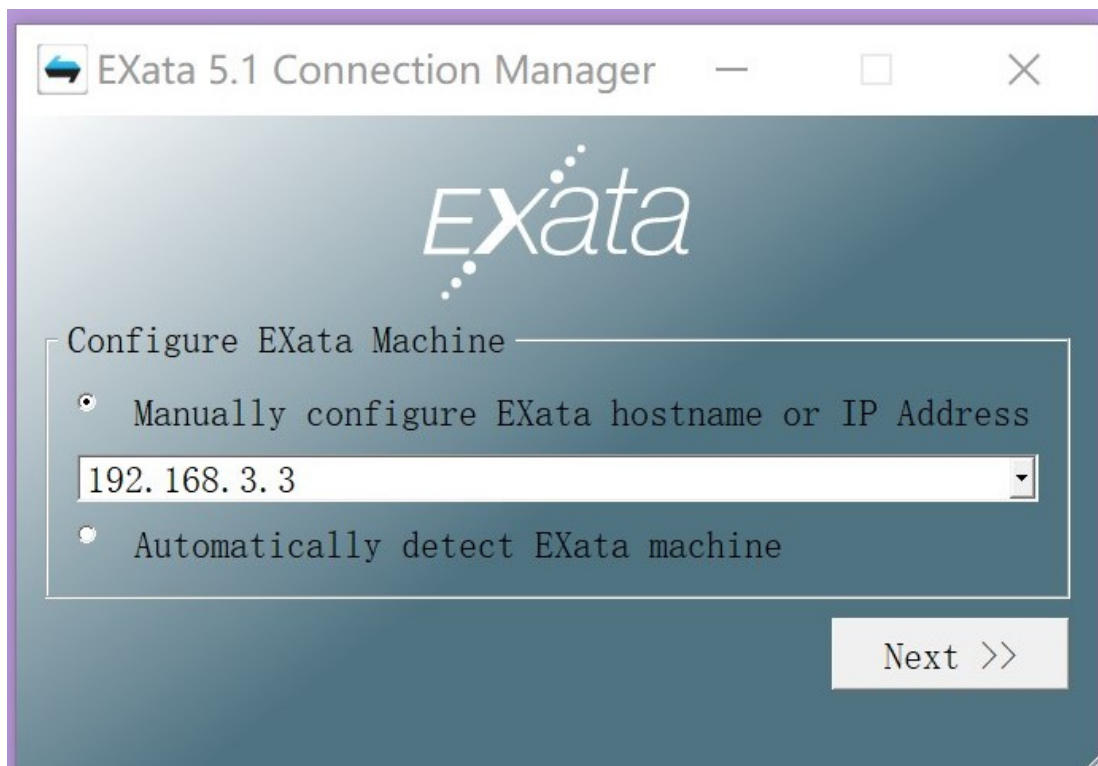 EXata 5.1 Connection Manager
EXata
Configure EXata Machine
Manually configure EXata hostname or IP Address
192.168.3.3
Automatically detect EXata machine
Next >>